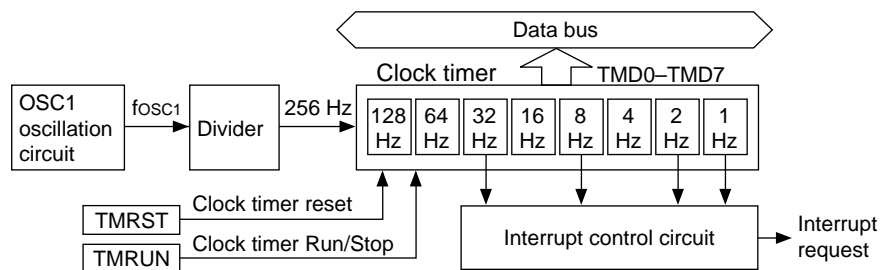 Data bus
Clock timer
TMD0–TMD7
OSC1
oscillation
circuit
fOSC1
Divider
256 Hz
128
Hz
64
Hz
32
Hz
16
Hz
8
Hz
4
Hz
2
Hz
1
Hz
TMRST
Clock timer reset
TMRUN
Clock timer Run/Stop
Interrupt control circuit
Interrupt
request